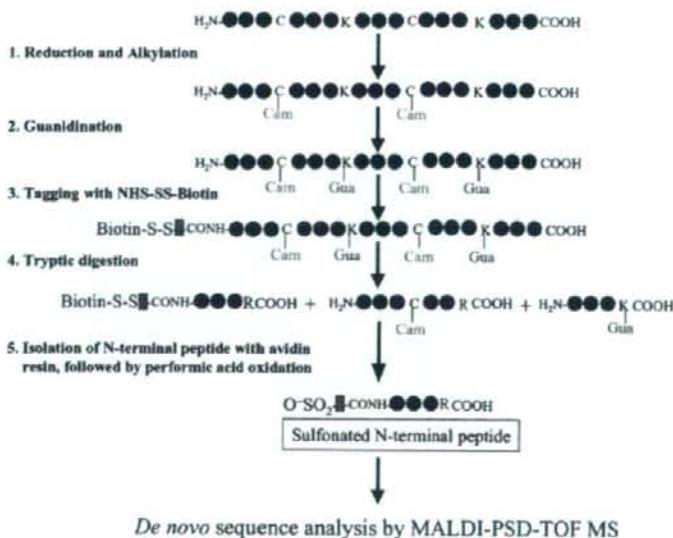 H₂N- C K C K COOH
1. Reduction and Alkylation
H₂N- C K C K COOH
Cam Cam
2. Guanidination
H₂N- C K C K COOH
Cam Gua Cam Gua
3. Tagging with NHS-SS-Biotin
Biotin-S-S -CONH- C K C K COOH
Cam Gua Cam Gua
4. Tryptic digestion
Biotin-S-S -CONH- RCOOH + H₂N- C R COOH + H₂N- K COOH
Cam Gua
5. Isolation of N-terminal peptide with avidin
resin, followed by performic acid oxidation
O⁻SO₂- -CONH- R COOH
Sulfonated N-terminal peptide
De novo sequence analysis by MALDI-PSD-TOF MS